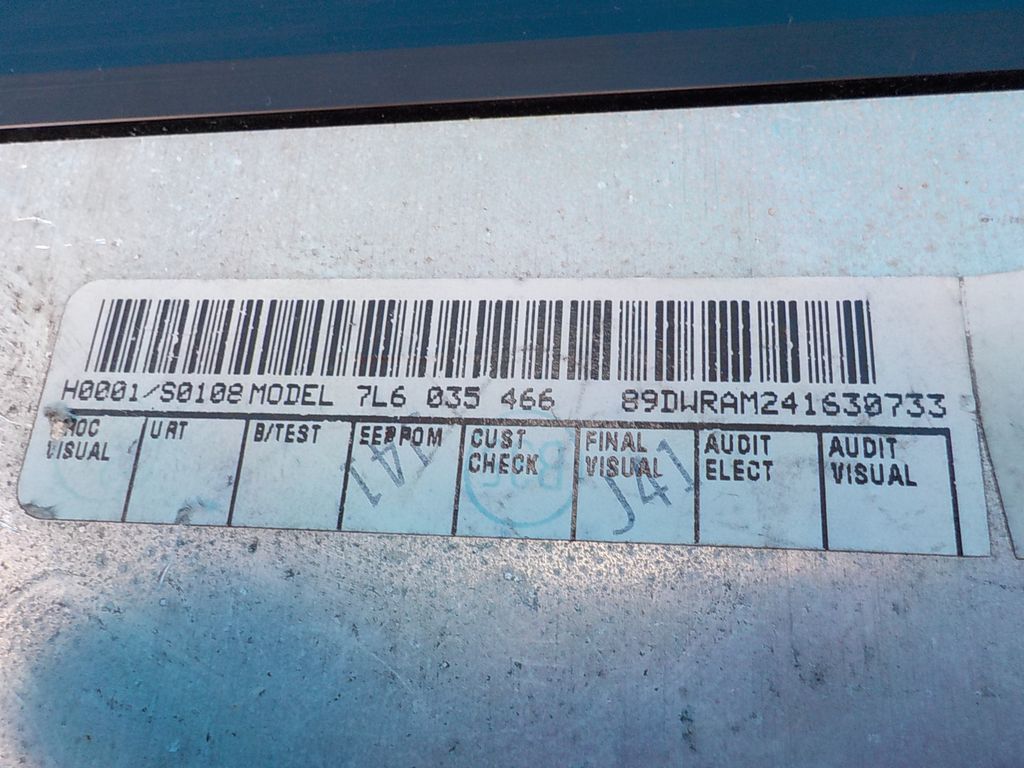 H0001/S0108 MODEL 7L6 035 466 89DWRAM241630733
VISUAL
URT
B/TEST
EEPROM
CUST
CHECK
FINAL
VISUAL
AUDIT
ELECT
AUDIT
VISUAL
J41